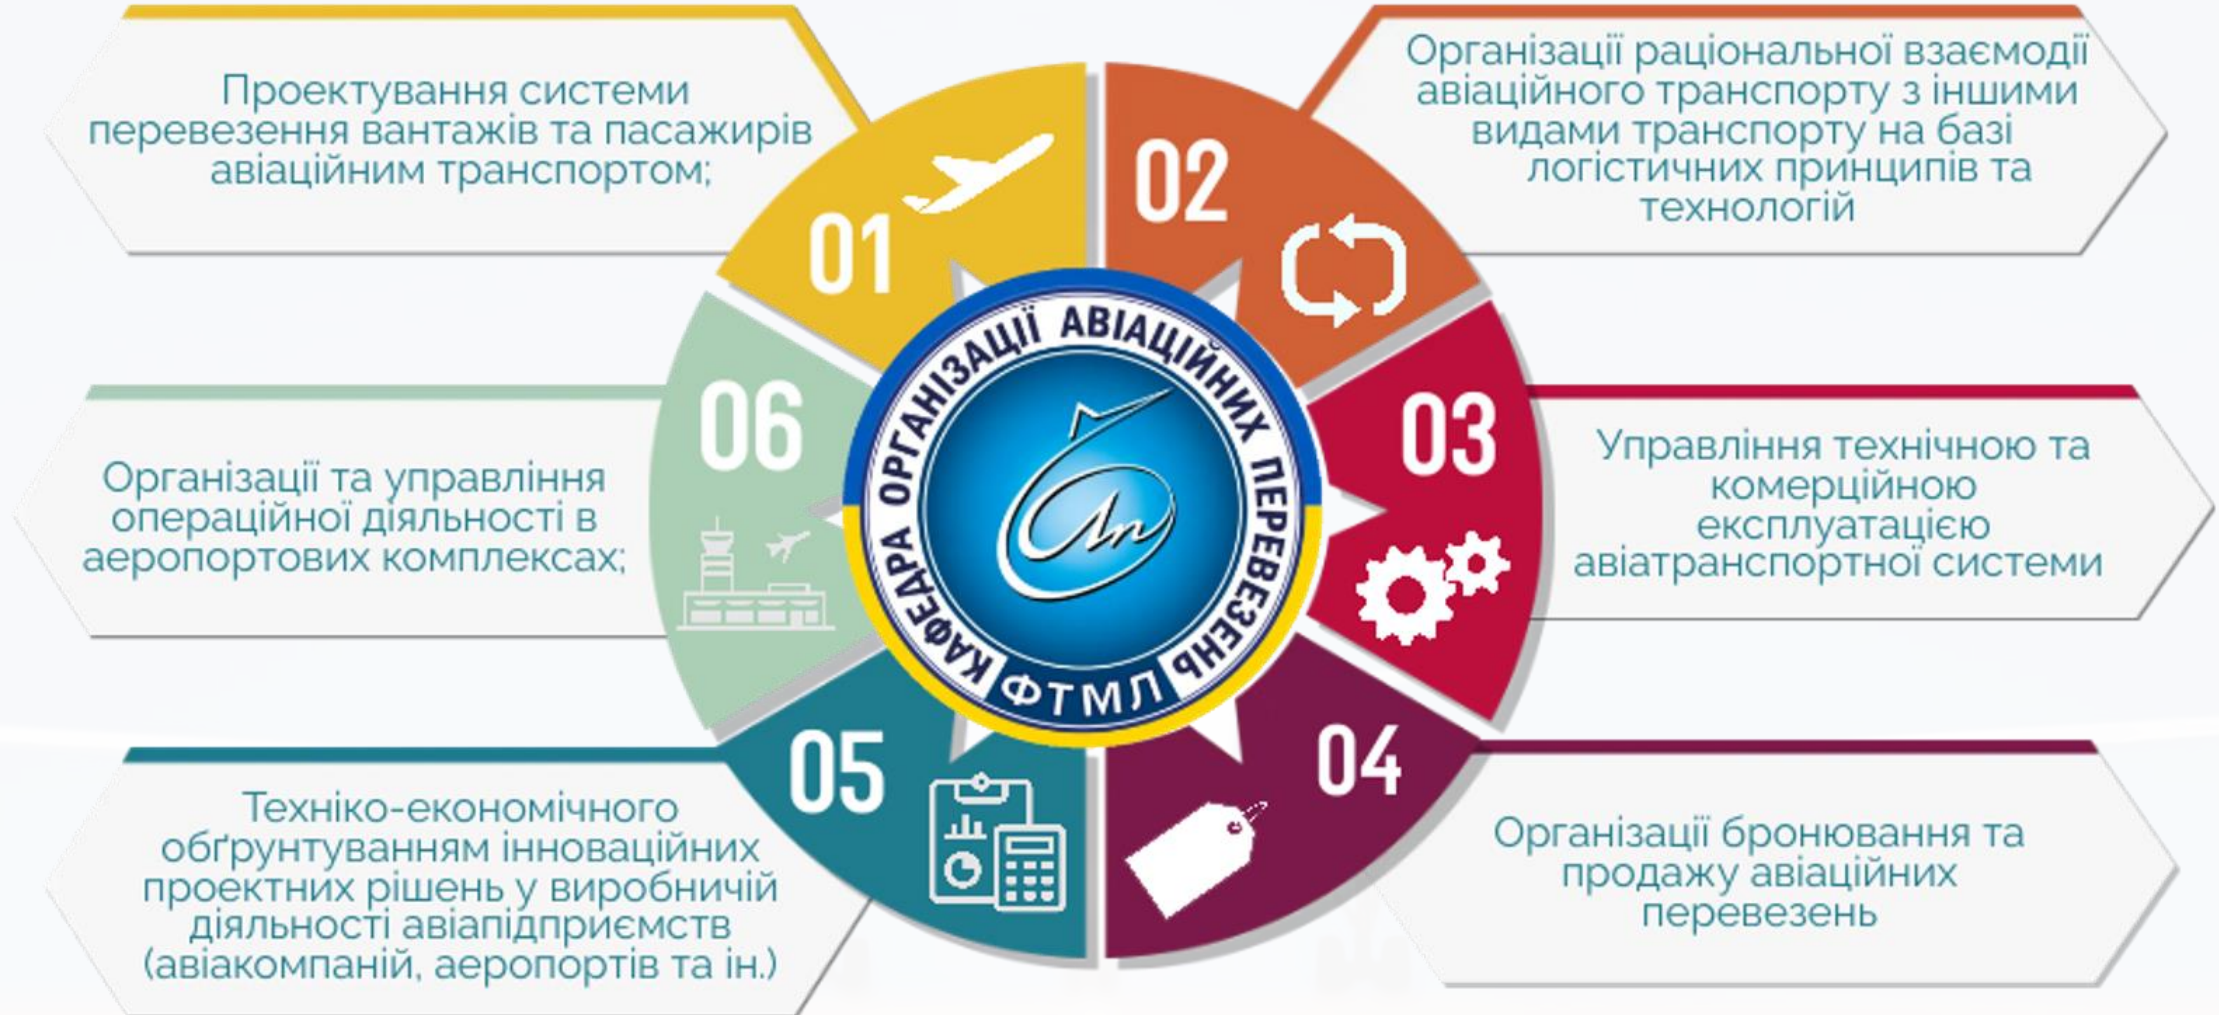 Проектування системи
перевезення вантажів та пасажирів
авіаційним транспортом;
01
02
Організації раціональної взаємодії
авіаційного транспорту з іншими
видами транспорту на базі
логістичних принципів та
технологій
06
Організації та управління
операційної діяльності в
аеропортових комплексах;
КАФЕДРА ОРГАНІЗАЦІЇ АВІАЦІЙНИХ ПЕРЕВЕЗЕНЬ
ФТМЛ
03
Управління технічною та
комерційною
експлуатацією
авіатранспортної системи
05
Техніко-економічного
обґрунтуванням інноваційних
проектних рішень у виробничій
діяльності авіапідприємств
(авіакомпаній, аеропортів та ін.)
04
Організації бронювання та
продажу авіаційних
перевезень